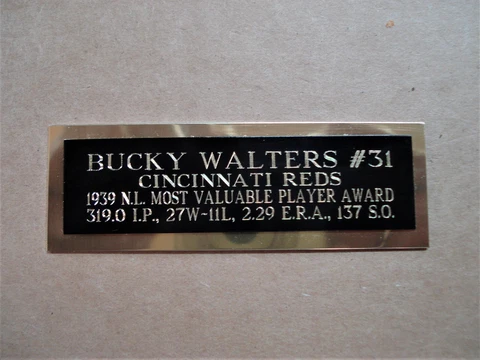 BUCKY WALTERS #31
CINCINNATI REDS
1939 N.L. MOST VALUABLE PLAYER AWARD
319.0 I.P., 27W-11L, 2.29 E.R.A., 137 S.O.